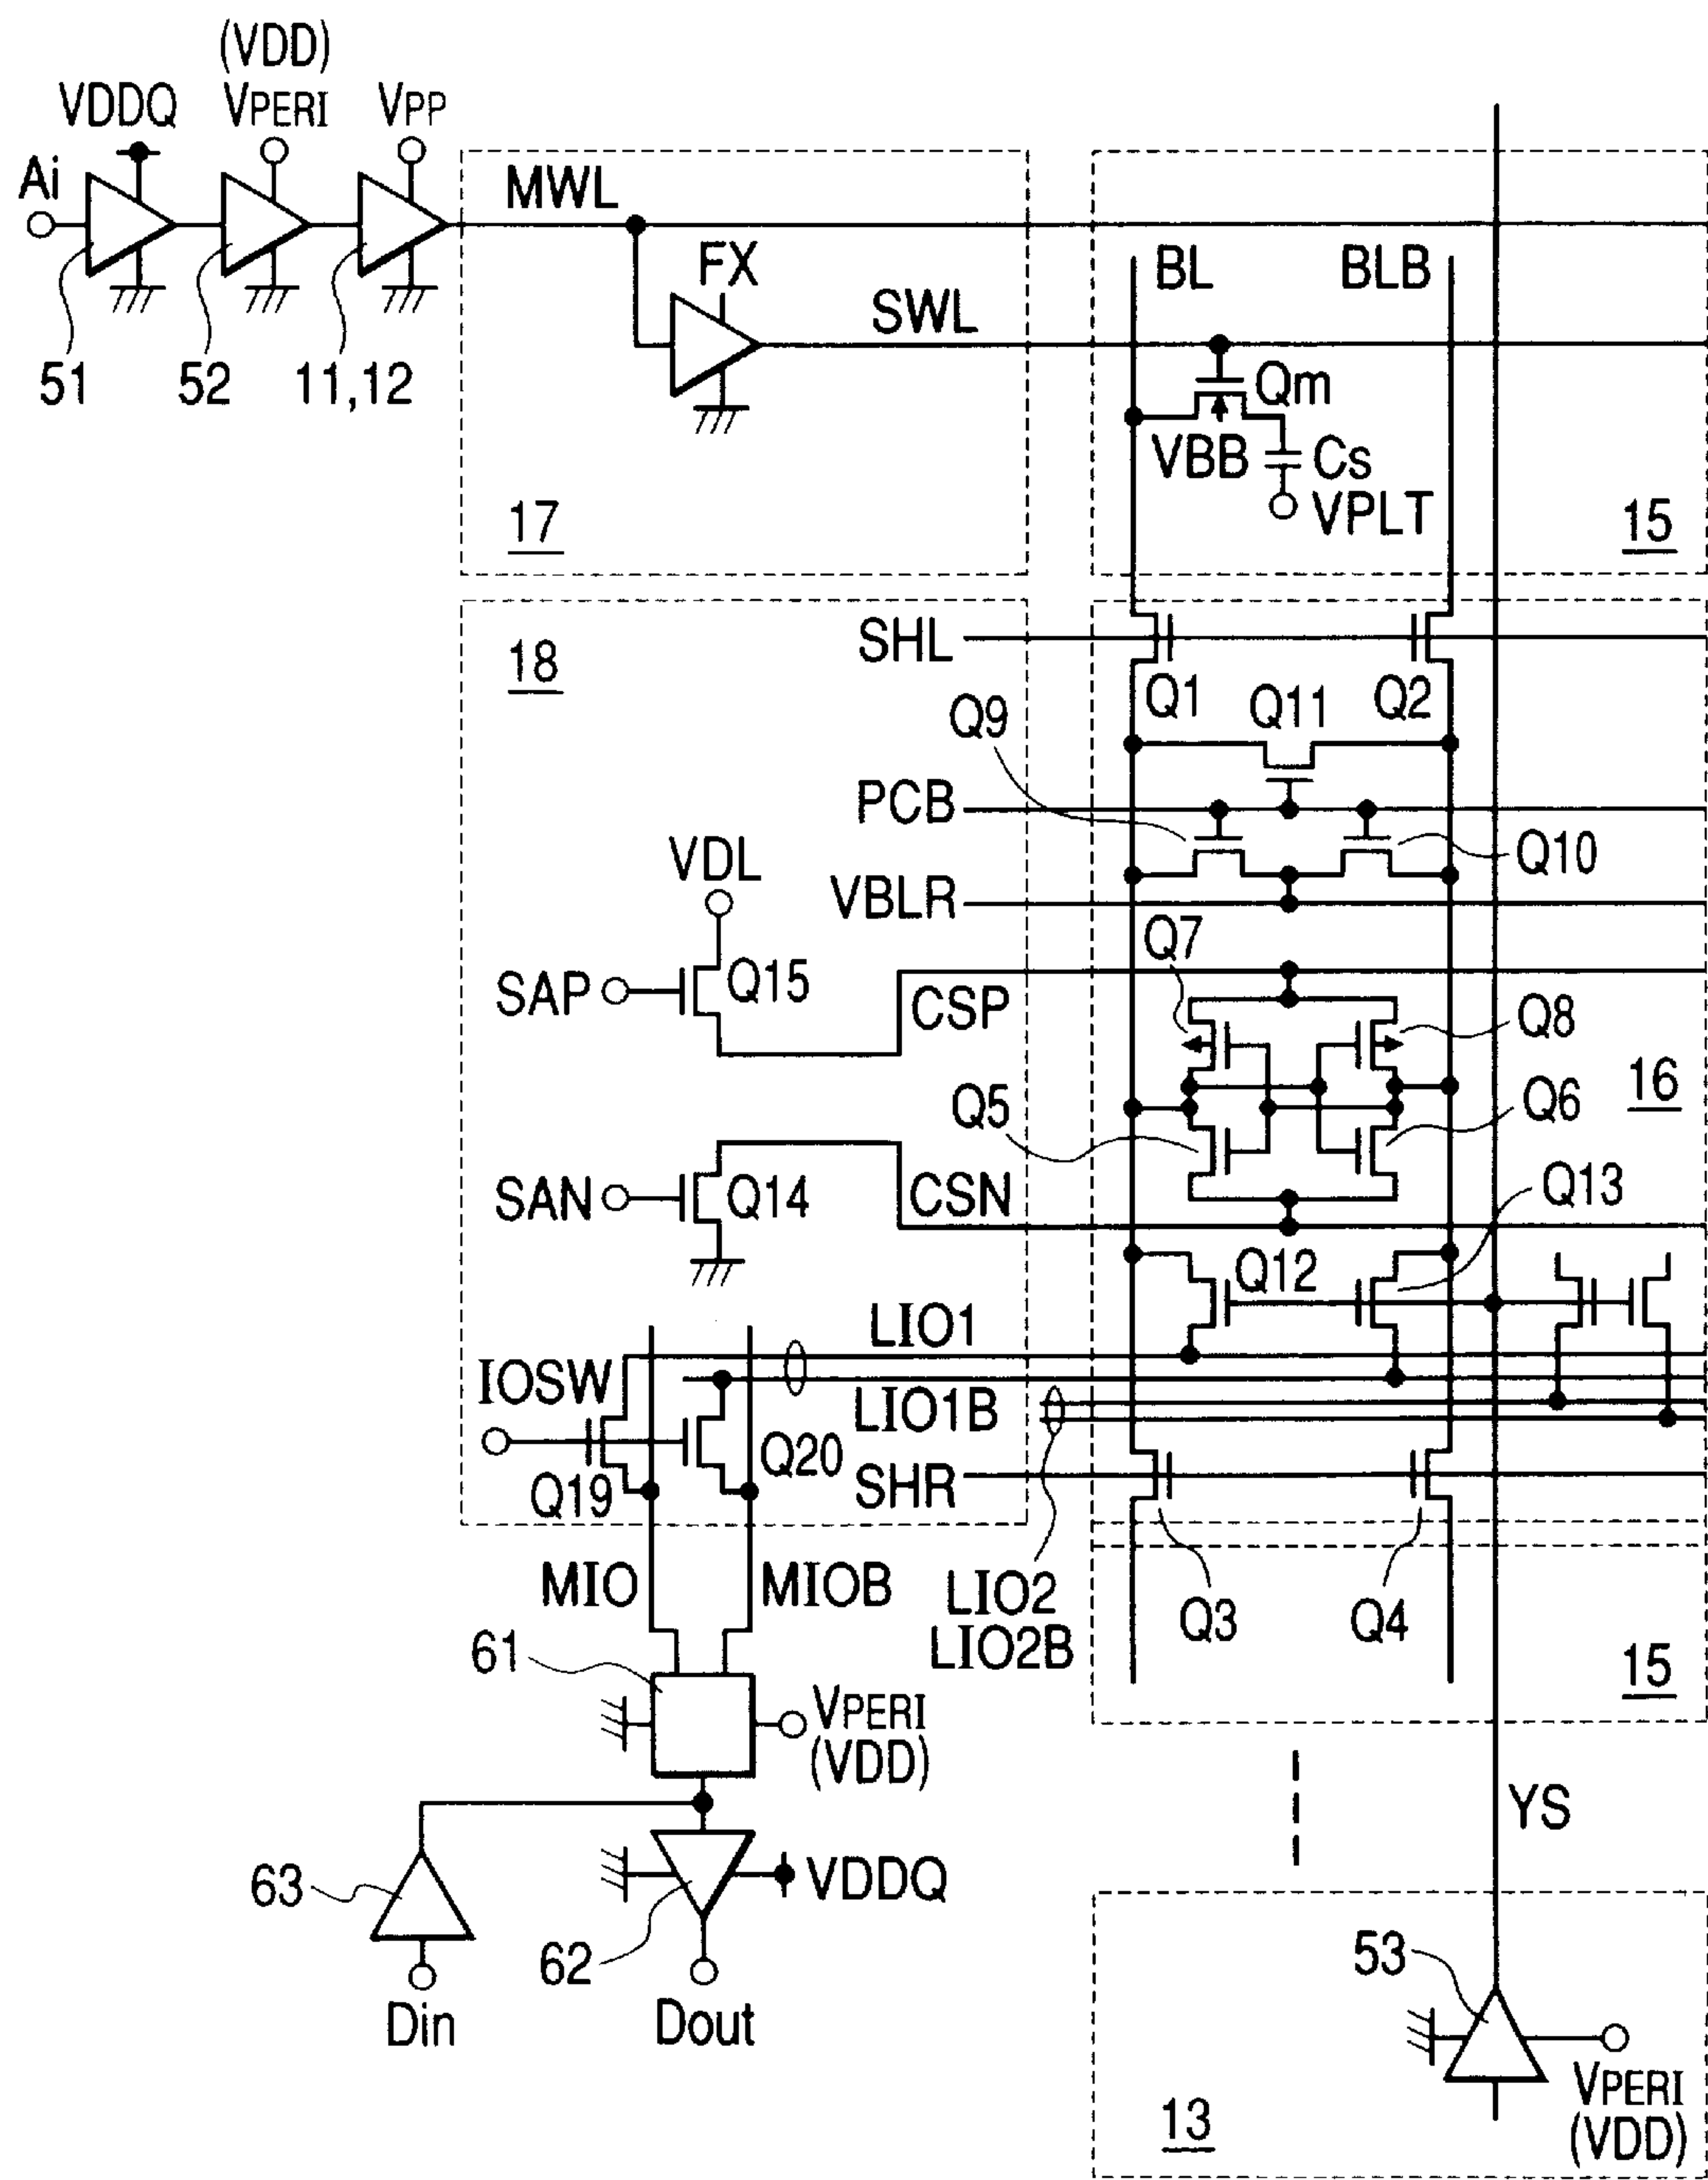 (VDD)
VDDQ VPERI VPP
Ai
MWL
FX
BL BLB
SWL
51 52 11,12
Qm
VBB Cs
VPLT
17
15
18
SHL
Q1 Q11 Q2
Q9
PCB
VDL
Q10
VBLR
Q7
SAP Q15
CSP
Q8
16
Q5 Q6
SAN Q14 CSN
Q13
Q12
LIO1
IOSW
LIO1B
Q20
Q19
SHR
MIO MIOB
LIO2
LIO2B
Q3 Q4
61
15
VPERI
(VDD)
YS
63
VDDQ
62
53
Din Dout
VPERI
(VDD)
13